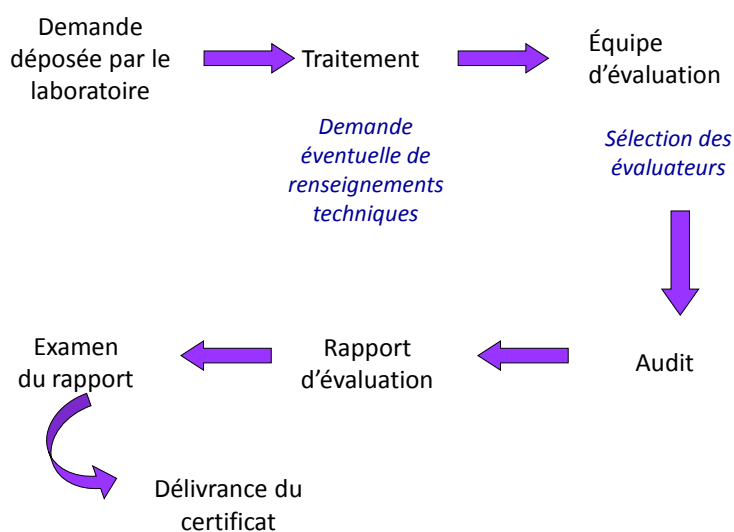 Demande
déposée par le
laboratoire
Traitement
Équipe
d’évaluation
Demande
éventuelle de
renseignements
techniques
Sélection des
évaluateurs
Examen
du rapport
Rapport
d’évaluation
Audit
Délivrance du
certificat